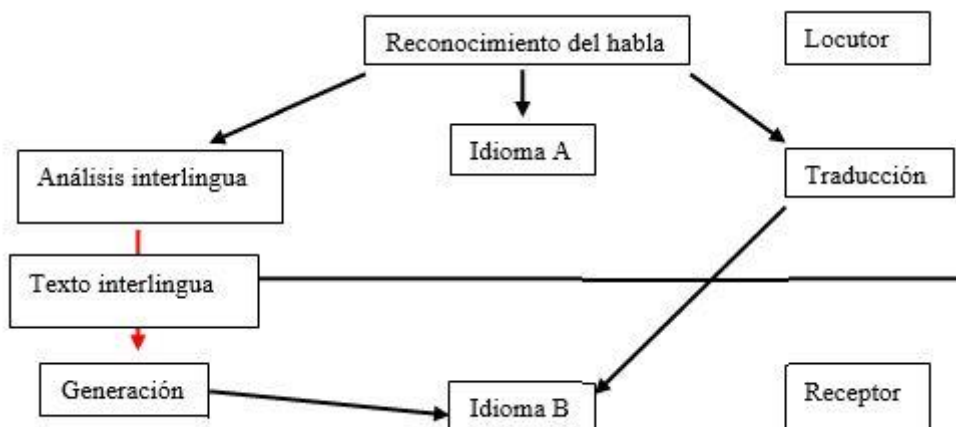 Reconocimiento del habla
Locutor
Idioma A
Análisis interlingua
Traducción
Texto interlingua
Generación
Idioma B
Receptor